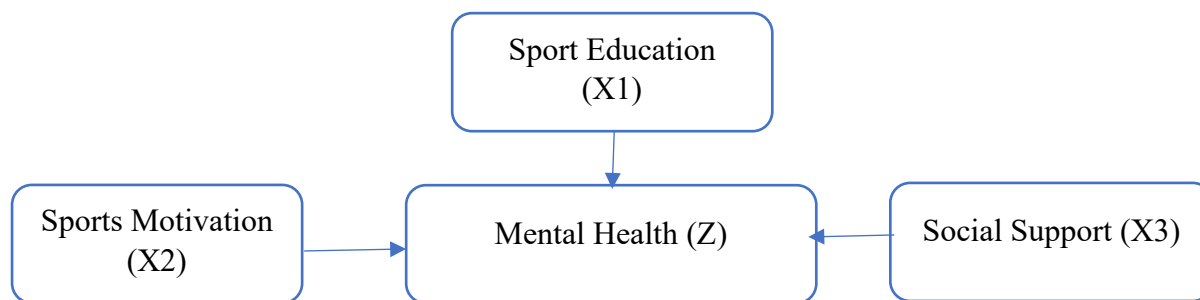 Sport Education
(X1)
Sports Motivation
(X2)
Mental Health (Z)
Social Support (X3)